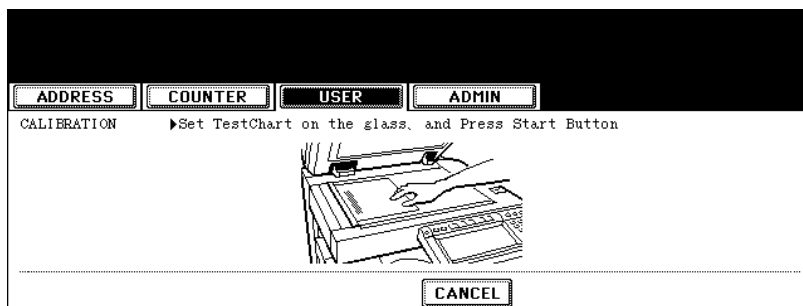 ADDRESS COUNTER USER ADMIN
CALIBRATION ▶Set TestChart on the glass、and Press Start Button
CANCEL